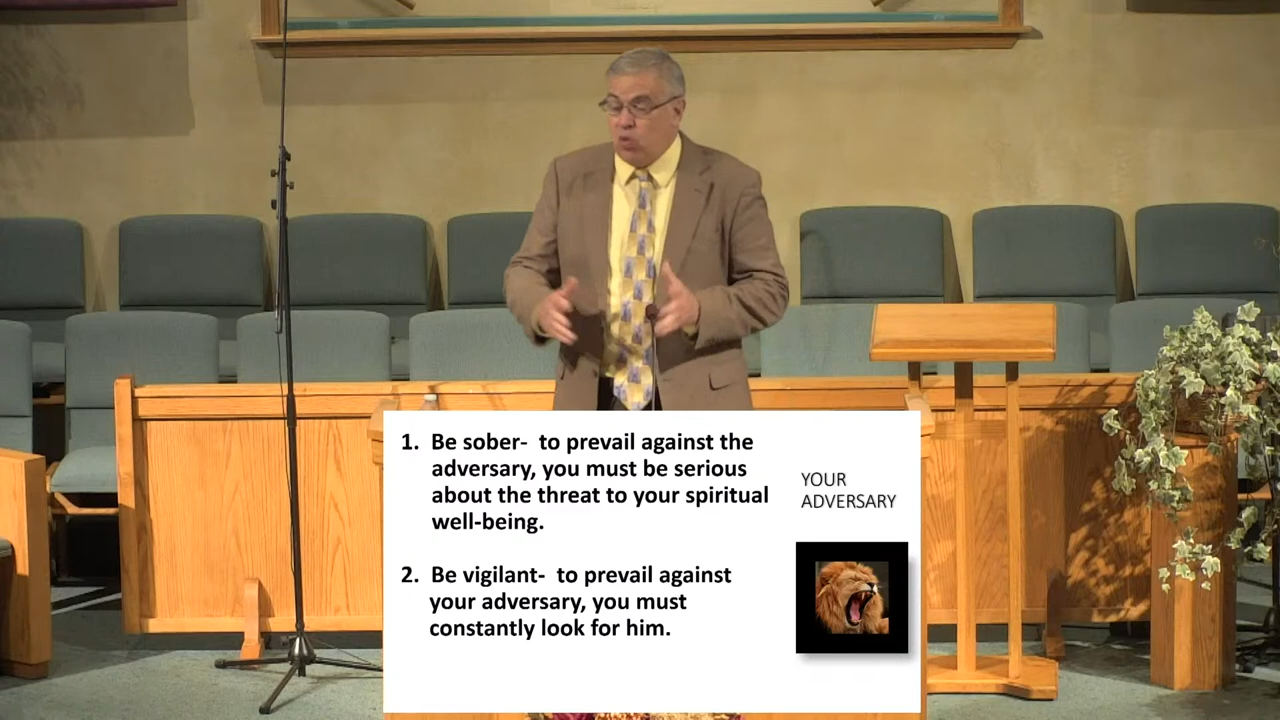 1. Be sober- to prevail against the
adversary, you must be serious
about the threat to your spiritual
well-being.
2. Be vigilant- to prevail against
your adversary, you must
constantly look for him.
YOUR
ADVERSARY